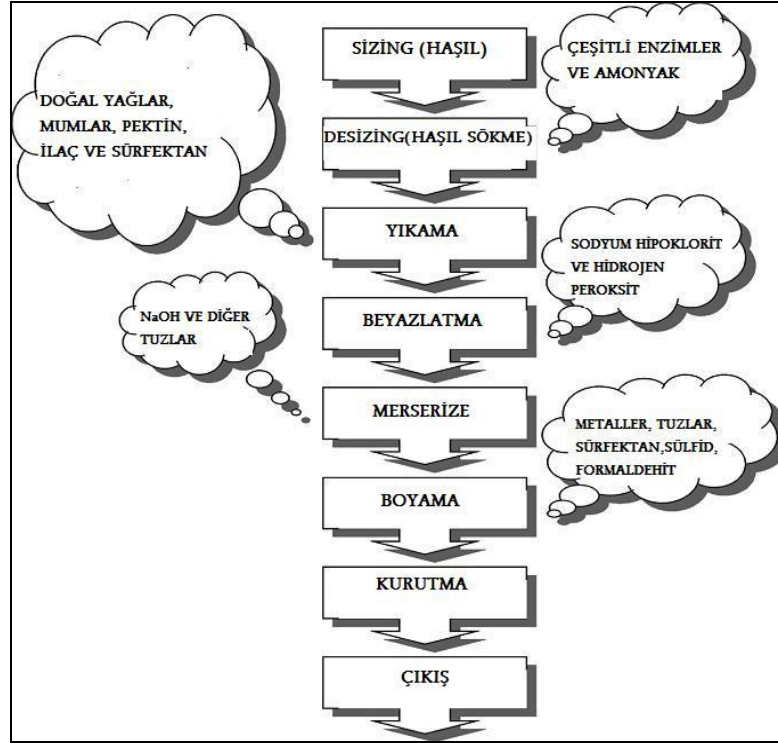 SİZİNG (HAŞIL)
ÇEŞİTLİ ENZİMLER
VE AMONYAK
DOĞAL YAĞLAR,
MUMLAR, PEKTİN,
İLAÇ VE SÜRFEKTAN
DESİZİNG(HAŞIL SÖKME)
YIKAMA
SODYUM HİPOKLORİT
VE HİDROJEN
PEROKSİT
NaOH VE DİĞER
TUZLAR
BEYAZLATMA
MERSERİZE
METALLER, TUZLAR,
SÜRFEKTAN,SÜLFİD,
FORMALDEHİT
BOYAMA
KURUTMA
ÇIKIŞ